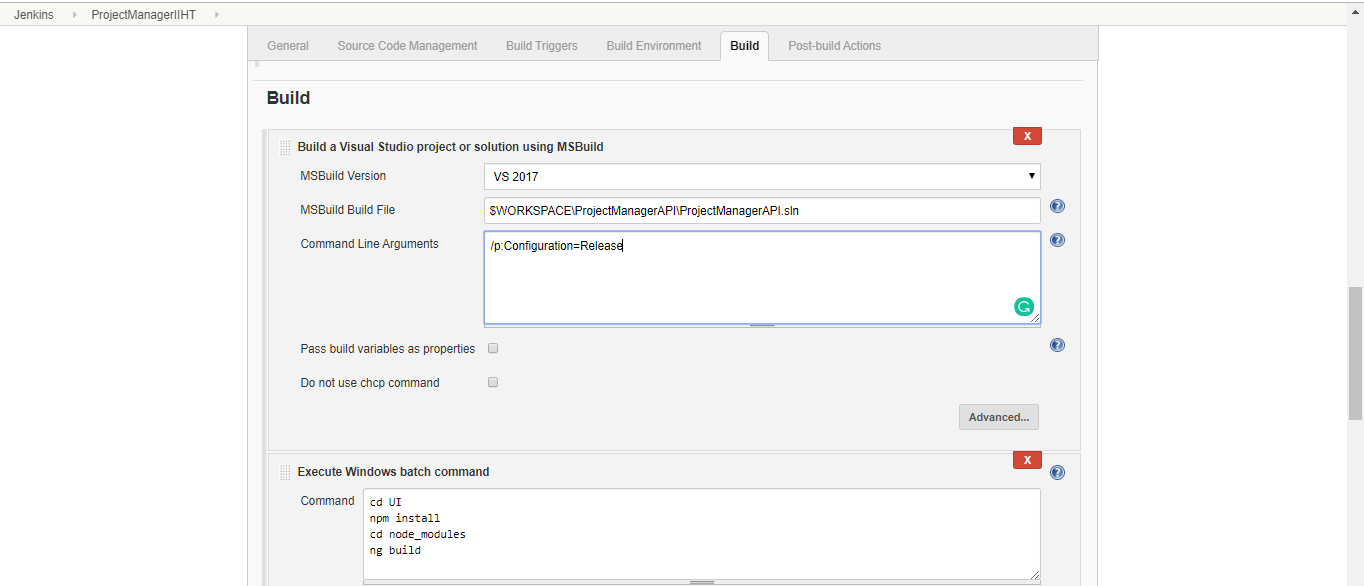 Jenkins ProjectManagerIIHT
General Source Code Management Build Triggers Build Environment Build Post-build Actions
Build
X
Build a Visual Studio project or solution using MSBuild
MSBuild Version VS 2017
MSBuild Build File $WORKSPACE\ProjectManagerAPI\ProjectManagerAPI.sln
Command Line Arguments /p:Configuration=Release
Pass build variables as properties
Do not use chcp command
Advanced...
X
Execute Windows batch command
Command cd UI
npm install
cd node_modules
ng build